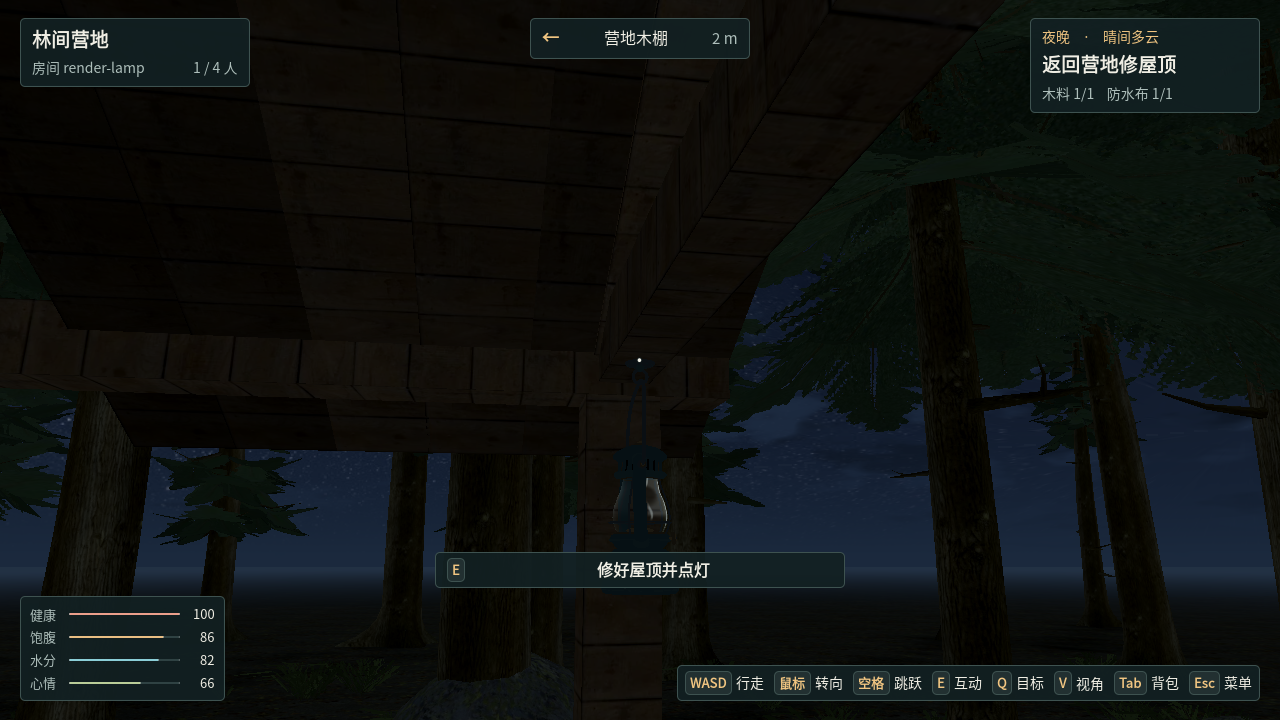 林间营地
房间 render-lamp 1 / 4 人
← 营地木棚 2 m
夜晚 · 晴间多云
返回营地修屋顶
木料 1/1 防水布 1/1
E 修好屋顶并点灯
健康 100
饱腹 86
水分 82
心情 66
WASD 行走 鼠标 转向 空格 跳跃 E 互动 Q 目标 V 视角 Tab 背包 Esc 菜单